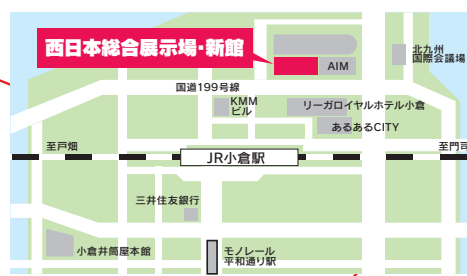 西日本総合展示場・新館
AIM
北九州
国際会議場
国道199号線
KMM
ビル
リーガロイヤルホテル小倉
あるあるCITY
至戸畑
至門司
JR小倉駅
三井住友銀行
小倉井筒屋本館
モノレール
平和通り駅